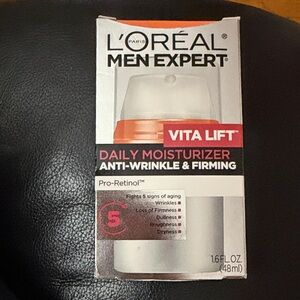 L'ORÉAL®
PARIS
MEN EXPERT®
VITA LIFT™
DAILY MOISTURIZER
ANTI-WRINKLE & FIRMING
Pro-Retinol™
5
Fights 5 signs of aging
Wrinkles
Loss of Firmness
Dullness
Roughness
Dryness
1.6 FL.OZ.
(48ml)